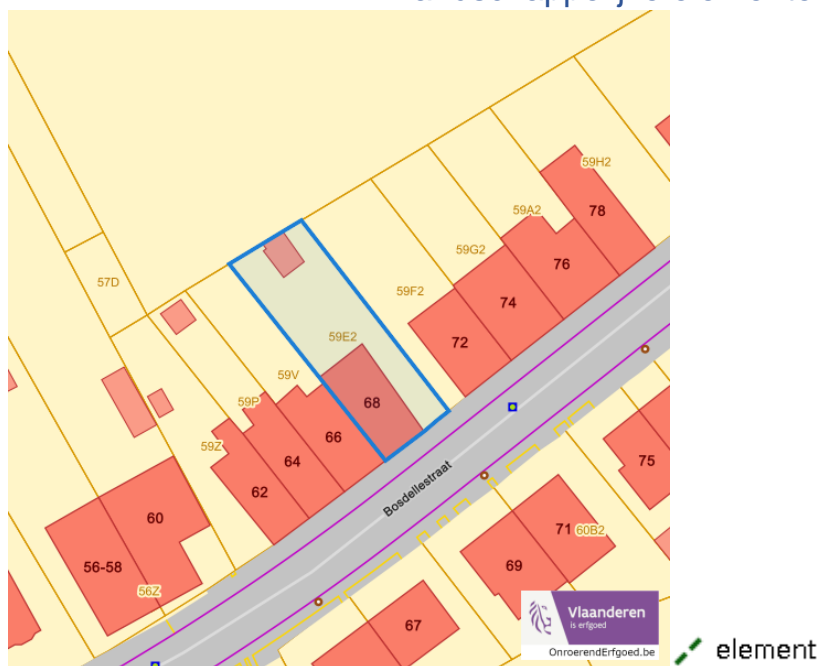 59H2
78
59A2
76
59G2
74
57D
59F2
72
59E2
68
59V
66
59P
64
59Z
62
60
56-58
56Z
Bosdellestraat
75
71
60B2
69
67
Vlaanderen
is erfgoed
OnroerendErfgoed.be
element